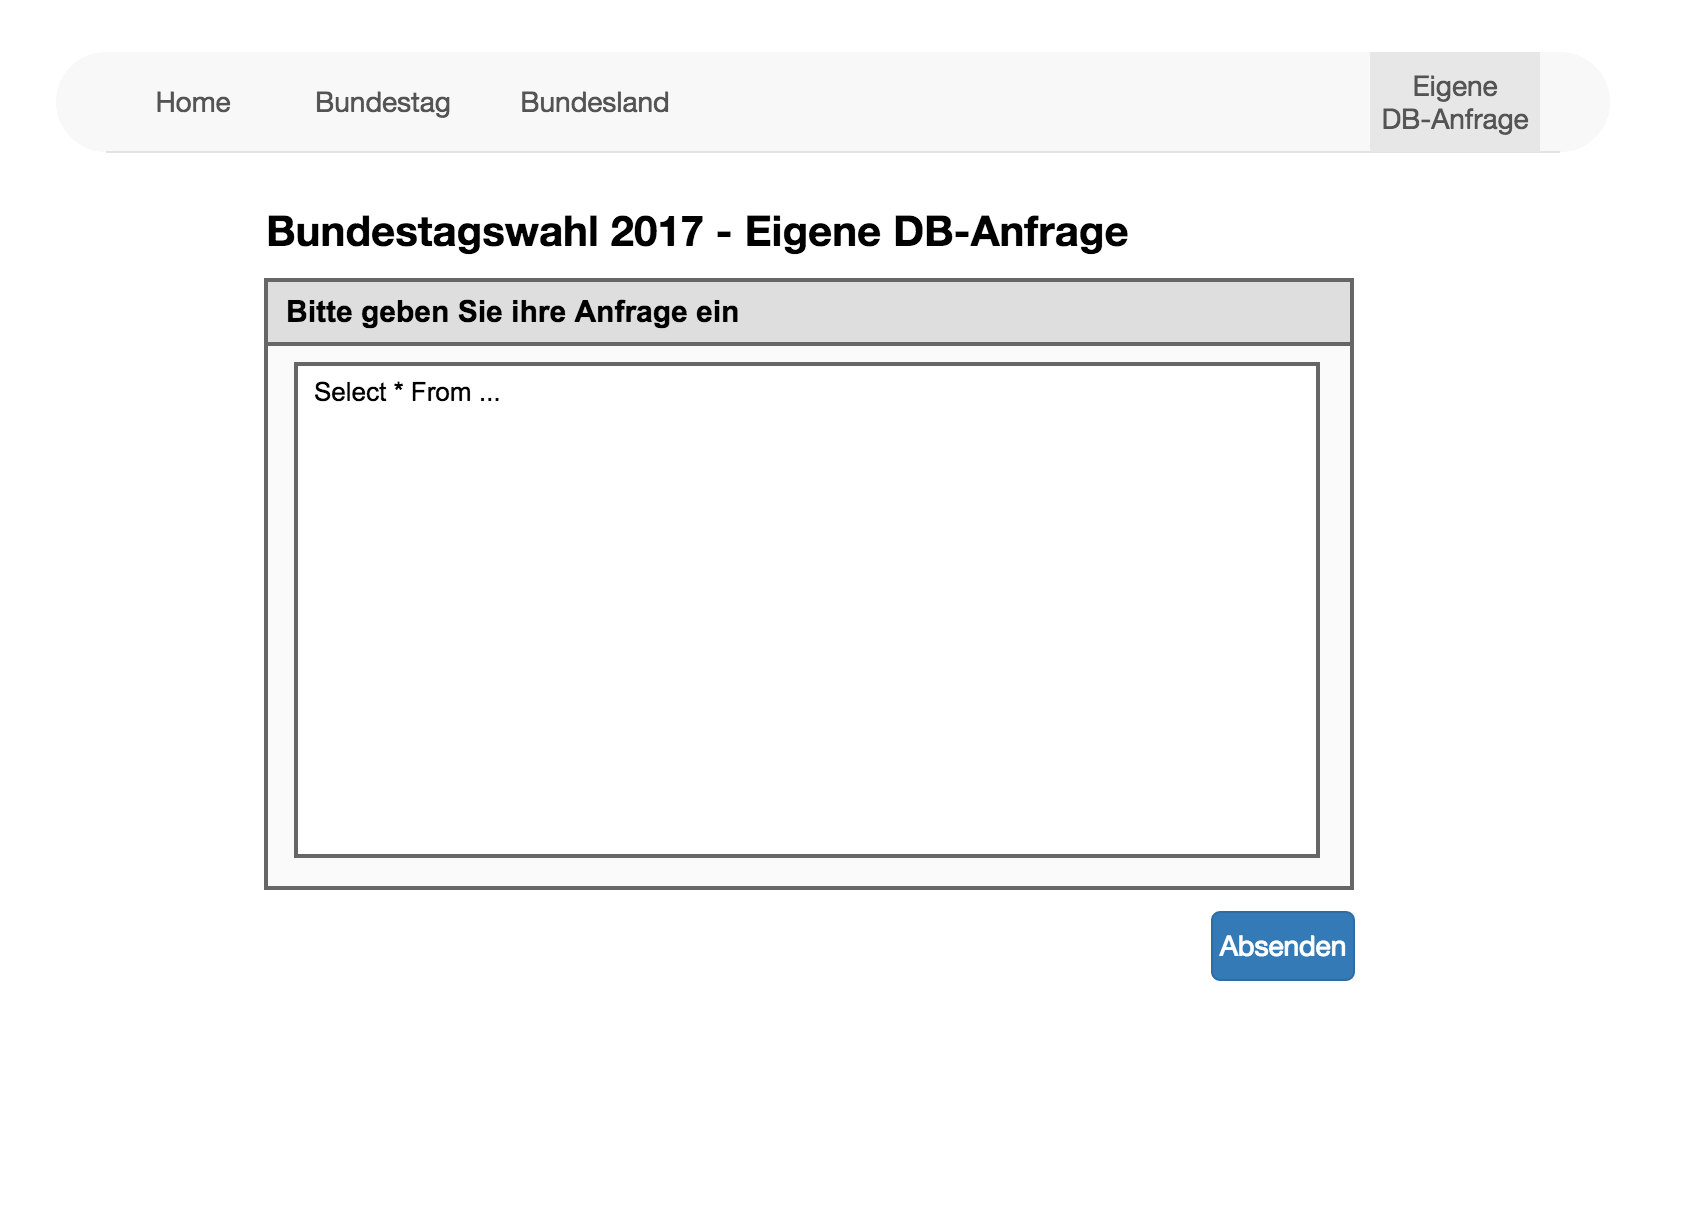 Home
Bundestag
Bundesland
Eigene
DB-Anfrage
Bundestagswahl 2017 - Eigene DB-Anfrage
Bitte geben Sie ihre Anfrage ein
Select * From ...
Absenden